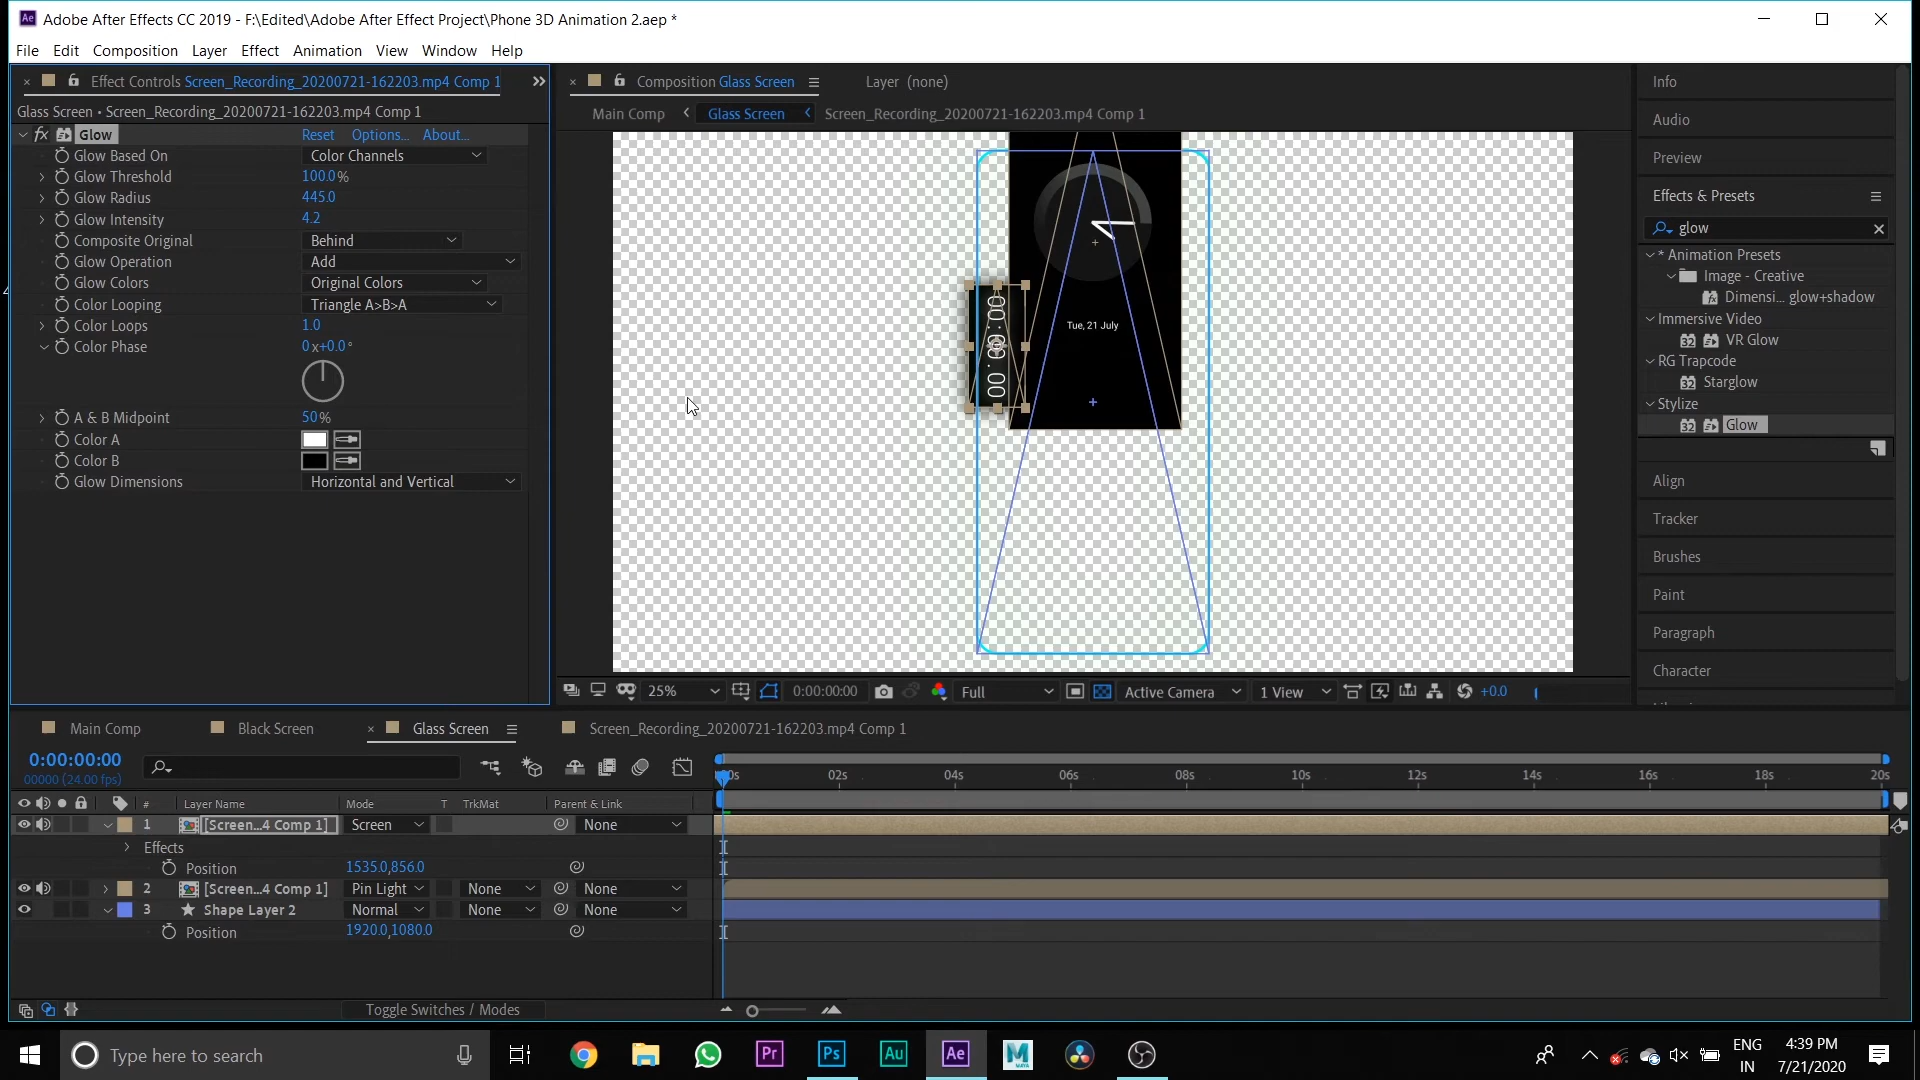 Adobe After Effects CC 2019 - F:\Edited\Adobe After Effect Project\Phone 3D Animation 2.aep *
File Edit Composition Layer Effect Animation View Window Help
Effect Controls Screen_Recording_20200721-162203.mp4 Comp 1
Glass Screen • Screen_Recording_20200721-162203.mp4 Comp 1
fx Glow Reset Options... About...
Glow Based On Color Channels
Glow Threshold 100.0%
Glow Radius 445.0
Glow Intensity 4.2
Composite Original Behind
Glow Operation Add
Glow Colors Original Colors
Color Looping Triangle A>B>A
Color Loops 1.0
Color Phase 0x+0.0°
A & B Midpoint 50%
Color A
Color B
Glow Dimensions Horizontal and Vertical
Composition Glass Screen Layer (none)
Main Comp Glass Screen Screen_Recording_20200721-162203.mp4 Comp 1
00:00.00
Tue, 21 July
25% 0:00:00:00 Full Active Camera 1 View +0.0
Info
Audio
Preview
Effects & Presets
glow
* Animation Presets
Image - Creative
Dimensi... glow+shadow
Immersive Video
32 VR Glow
RG Trapcode
32 Starglow
Stylize
32 Glow
Align
Tracker
Brushes
Paint
Paragraph
Character
Main Comp Black Screen Glass Screen Screen_Recording_20200721-162203.mp4 Comp 1
0:00:00:00
00000 (24.00 fps)
02s 04s 06s 08s 10s 12s 14s 16s 18s 20s
# Layer Name Mode T TrkMat Parent & Link
1 [Screen...4 Comp 1] Screen None
Effects
Position 1535.0,856.0
2 [Screen...4 Comp 1] Pin Light None None
3 Shape Layer 2 Normal None None
Position 1920.0,1080.0
Toggle Switches / Modes
Type here to search
Pr Ps Au Ae M
ENG
IN
4:39 PM
7/21/2020